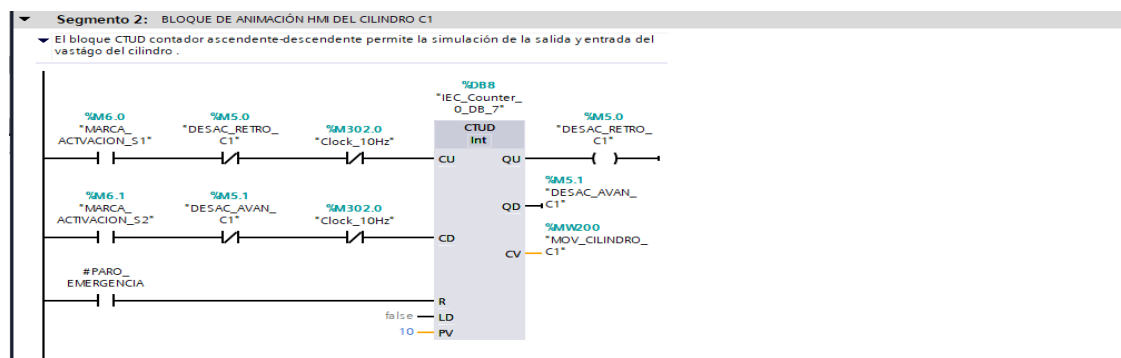 Segmento 2: BLOQUE DE ANIMACIÓN HMI DEL CILINDRO C1
El bloque CTUD contador ascendente-descendente permite la simulación de la salida y entrada del
vastágo del cilindro .
%DB8
"IEC_Counter_
0_DB_7"
CTUD
Int
%M6.0
"MARCA_
ACTVACION_S1"
%M5.0
"DESAC_RETRO_
C1"
%M302.0
"Clock_10Hz"
CU
QU
%M5.0
"DESAC_RETRO_
C1"
%M6.1
"MARCA_
ACTIVACION_S2"
%M5.1
"DESAC_AVAN_
C1"
%M302.0
"Clock_10Hz"
CD
QD
%M5.1
"DESAC_AVAN_
C1"
CV
%MW200
"MOV_CILINDRO_
C1"
#PARO_
EMERGENCIA
R
false
LD
10
PV